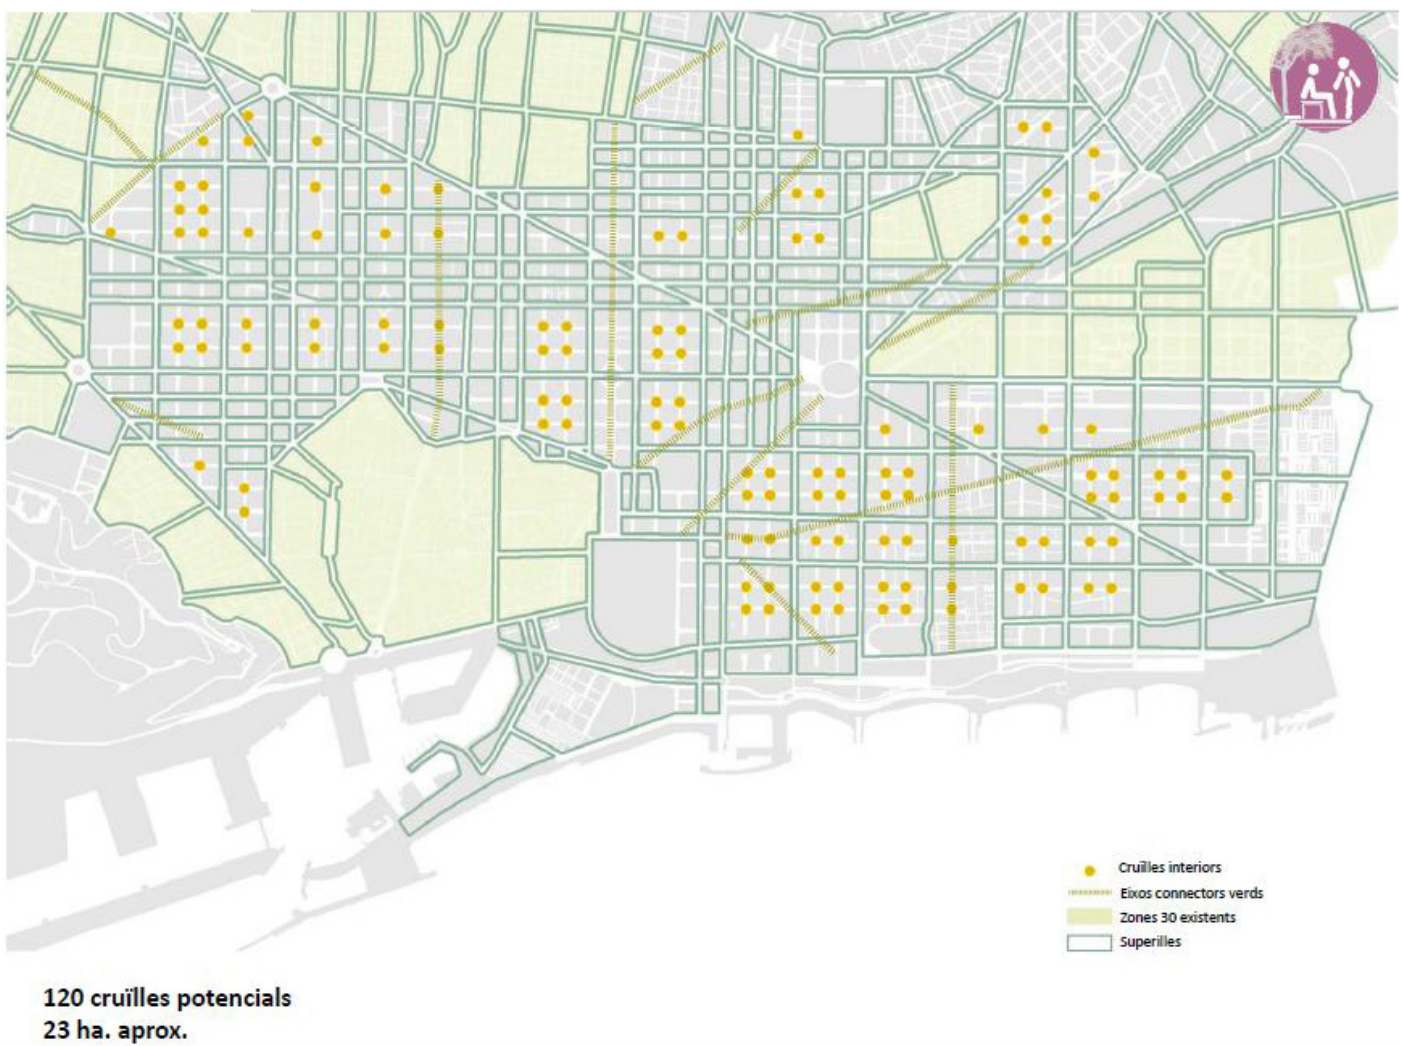 Cruïlles interiors
Eixos connectors verds
Zones 30 existents
Superilles
120 cruïlles potencials
23 ha. aprox.